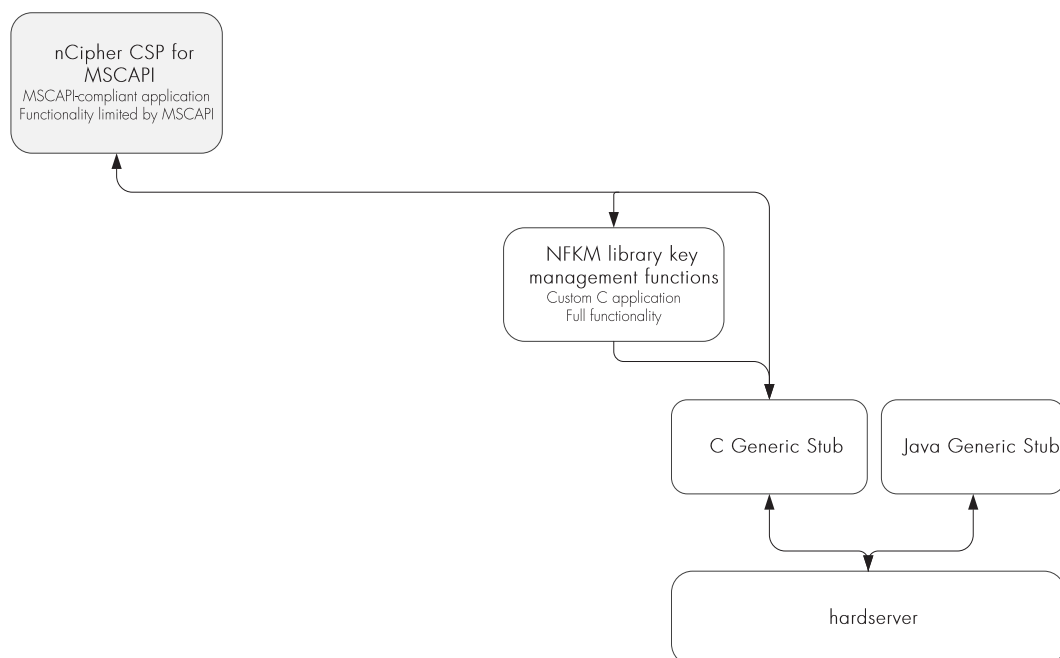 nCipher CSP for
MSCAPI
MSCAPI-compliant application
Functionality limited by MSCAPI
NFKM library key
management functions
Custom C application
Full functionality
C Generic Stub
Java Generic Stub
hardserver